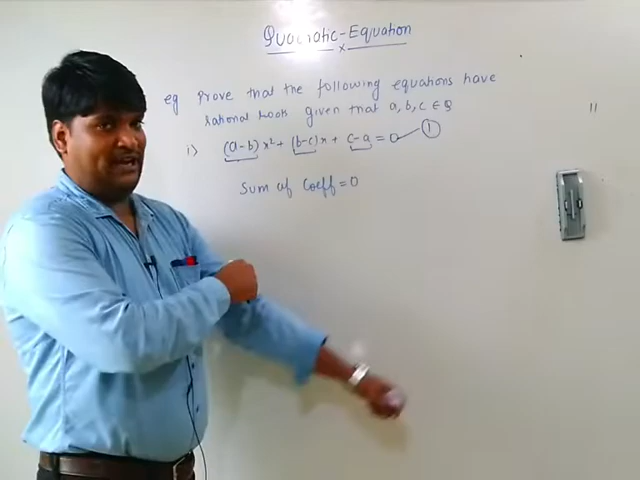 Quadratic-Equation
x
eg Prove that the following equations have
rational roots given that a, b, c ∈ Q
i> (a-b)x² + (b-c)x + c-a = 0 — ①
Sum of Coeff = 0
11